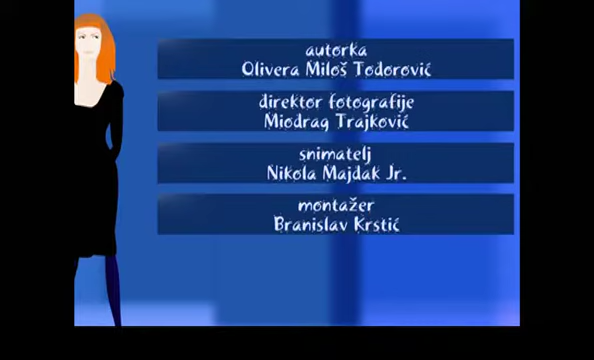 autorka
Olivera Miloš Todorović
direktor fotografije
Miodrag Trajković
snimatelj
Nikola Majdak Jr.
montažer
Branislav Krstić